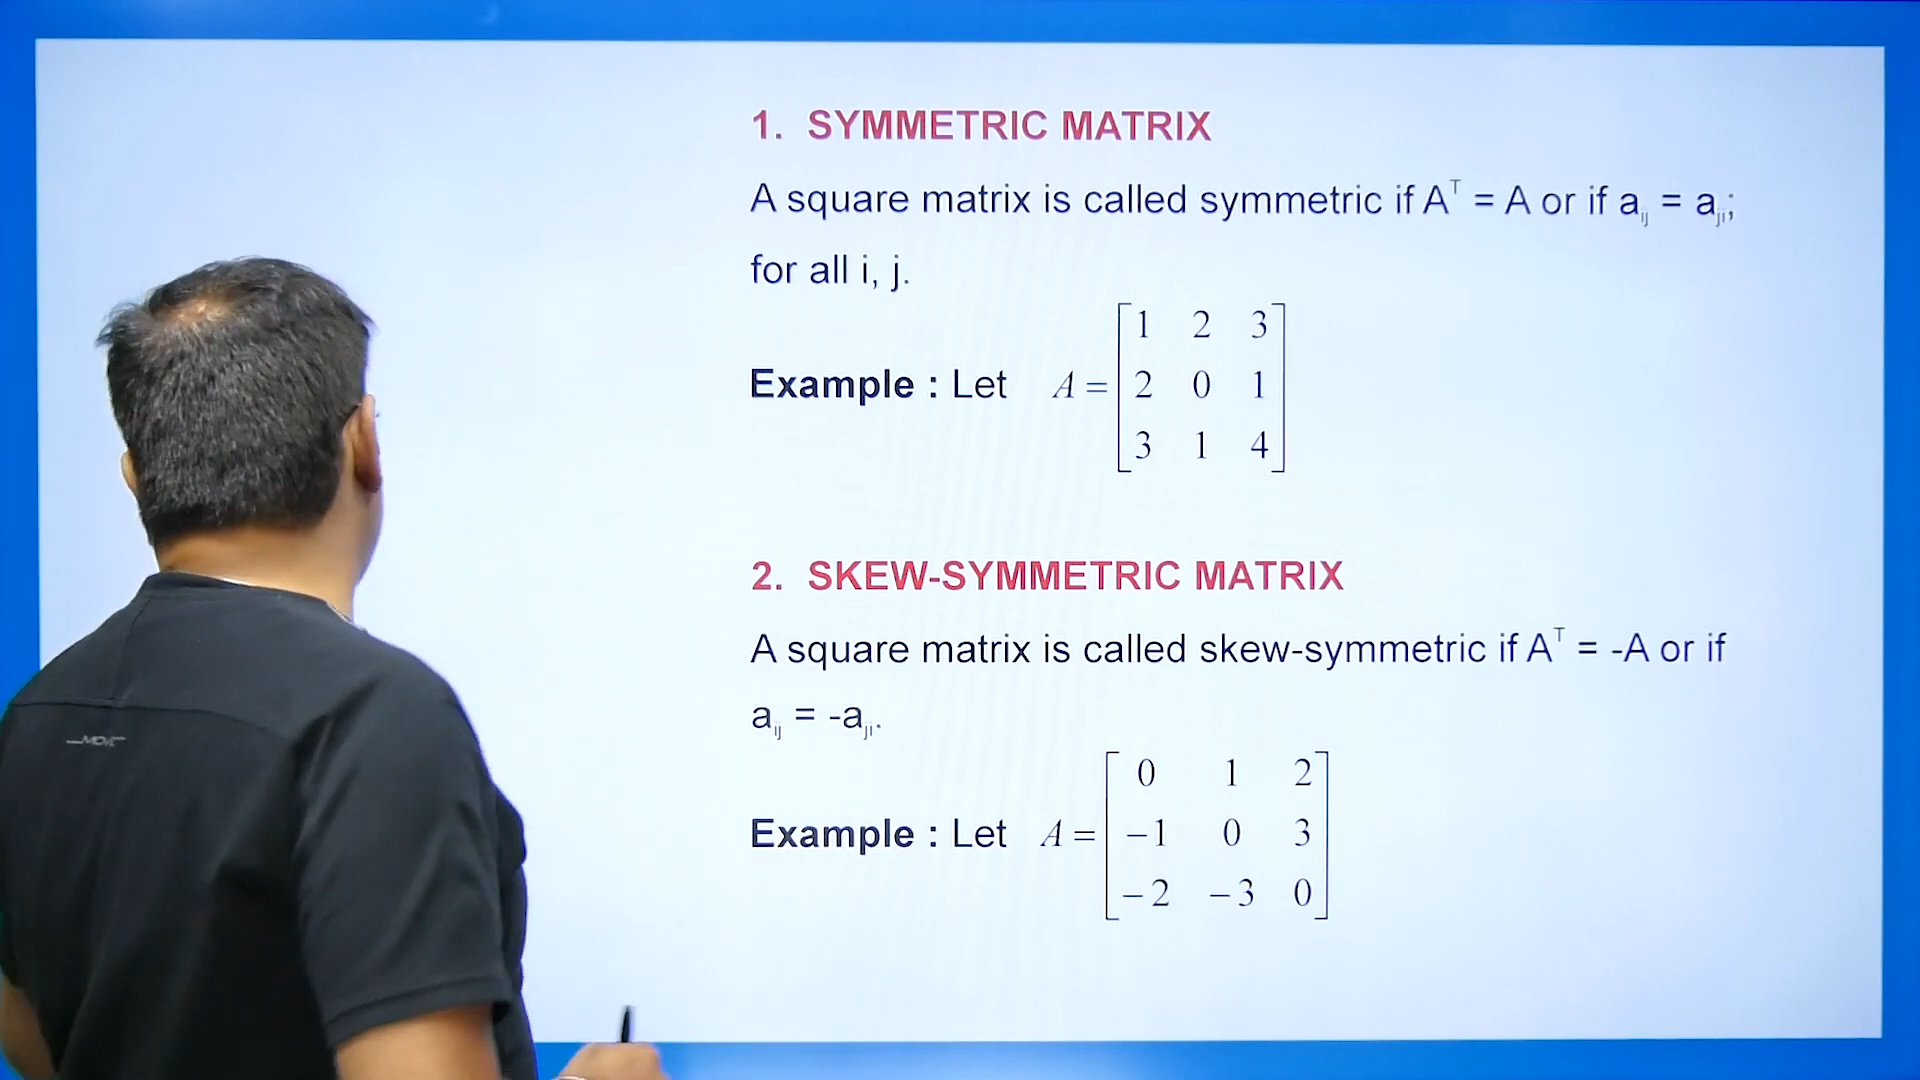 1. SYMMETRIC MATRIX
A square matrix is called symmetric if Aᵀ = A or if aᵢⱼ = aⱼᵢ;
for all i, j.
1 2 3
Example : Let A = 2 0 1
3 1 4
2. SKEW-SYMMETRIC MATRIX
A square matrix is called skew-symmetric if Aᵀ = -A or if
aᵢⱼ = -aⱼᵢ.
0 1 2
Example : Let A = −1 0 3
−2 −3 0
MOVE